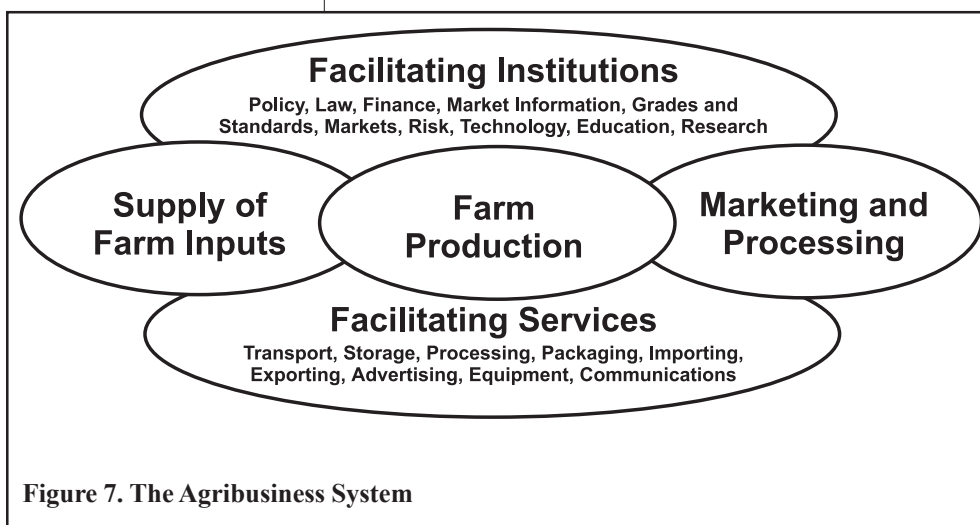 Facilitating Institutions
Policy, Law, Finance, Market Information, Grades and
Standards, Markets, Risk, Technology, Education, Research
Supply of
Farm Inputs
Farm
Production
Marketing and
Processing
Facilitating Services
Transport, Storage, Processing, Packaging, Importing,
Exporting, Advertising, Equipment, Communications
Figure 7. The Agribusiness System